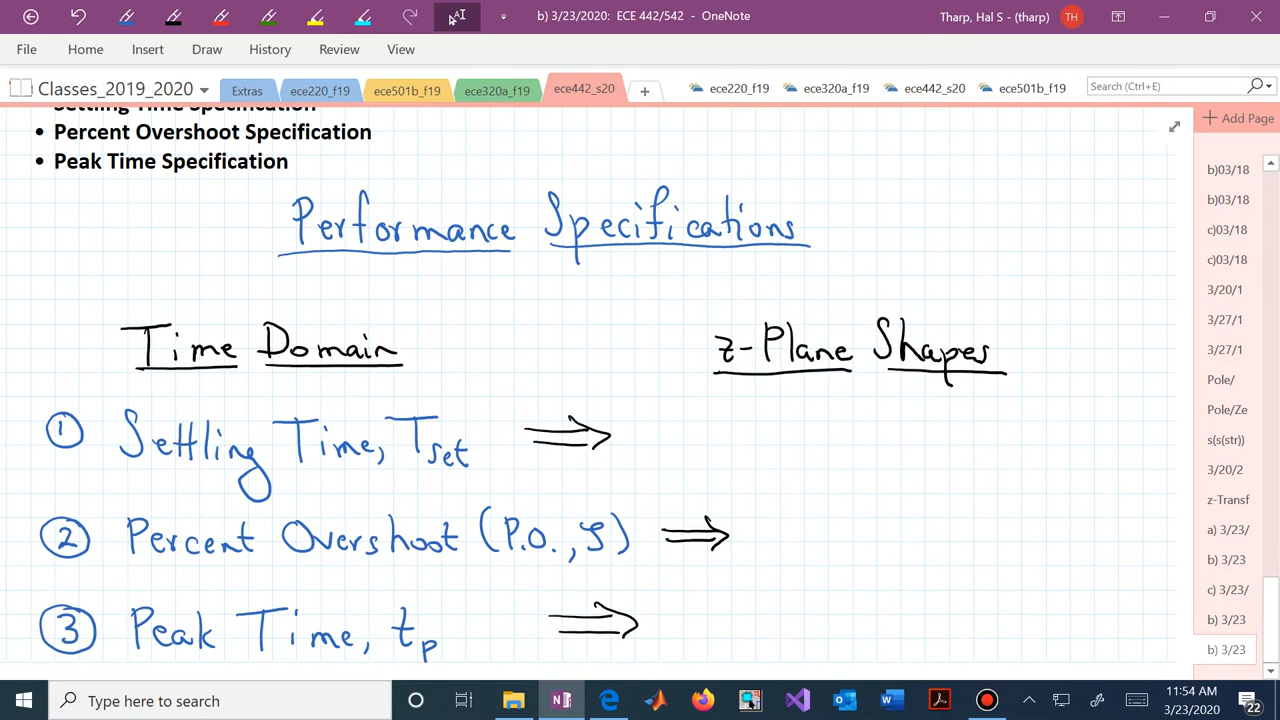 b) 3/23/2020: ECE 442/542 - OneNote
Tharp, Hal S - (tharp)
TH
File Home Insert Draw History Review View
Classes_2019_2020
Extras ece220_f19 ece501b_f19 ece320a_f19 ece442_s20
ece220_f19 ece320a_f19 ece442_s20 ece501b_f19
Search (Ctrl+E)
• Settling Time Specification
• Percent Overshoot Specification
• Peak Time Specification
Performance Specifications
Time Domain z-Plane Shapes
① Settling Time, Tset ⇒
② Percent Overshoot (P.O., ζ) ⇒
③ Peak Time, tp ⇒
+ Add Page
b)03/18
b)03/18
c)03/18
c)03/18
3/20/1
3/27/1
3/27/1
Pole/
Pole/Ze
s(s(str))
3/20/2
z-Transf
a) 3/23/
b) 3/23
c) 3/23/
b) 3/23
b) 3/23
Type here to search
11:54 AM
3/23/2020
22